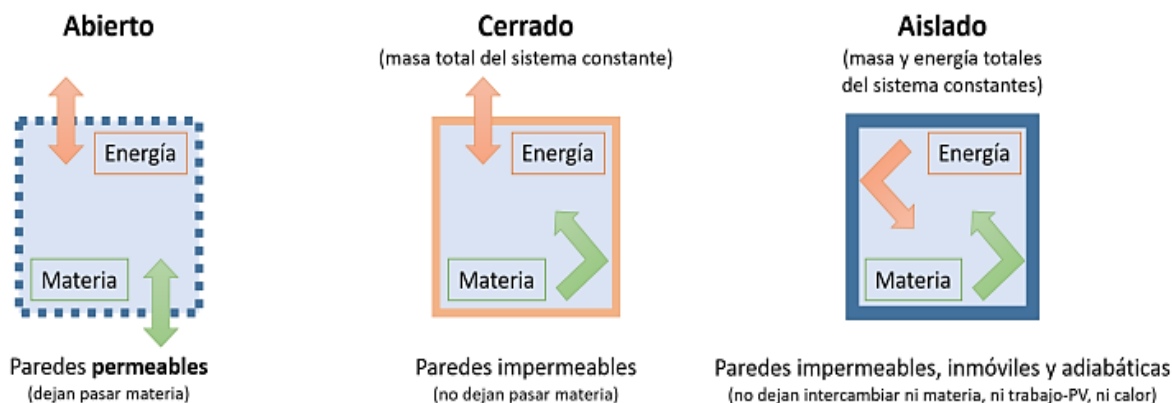 Abierto
Energía
Materia
Paredes permeables
(dejan pasar materia)
Cerrado
(masa total del sistema constante)
Energía
Materia
Paredes impermeables
(no dejan pasar materia)
Aislado
(masa y energía totales
del sistema constantes)
Energía
Materia
Paredes impermeables, inmóviles y adiabáticas
(no dejan intercambiar ni materia, ni trabajo-PV, ni calor)